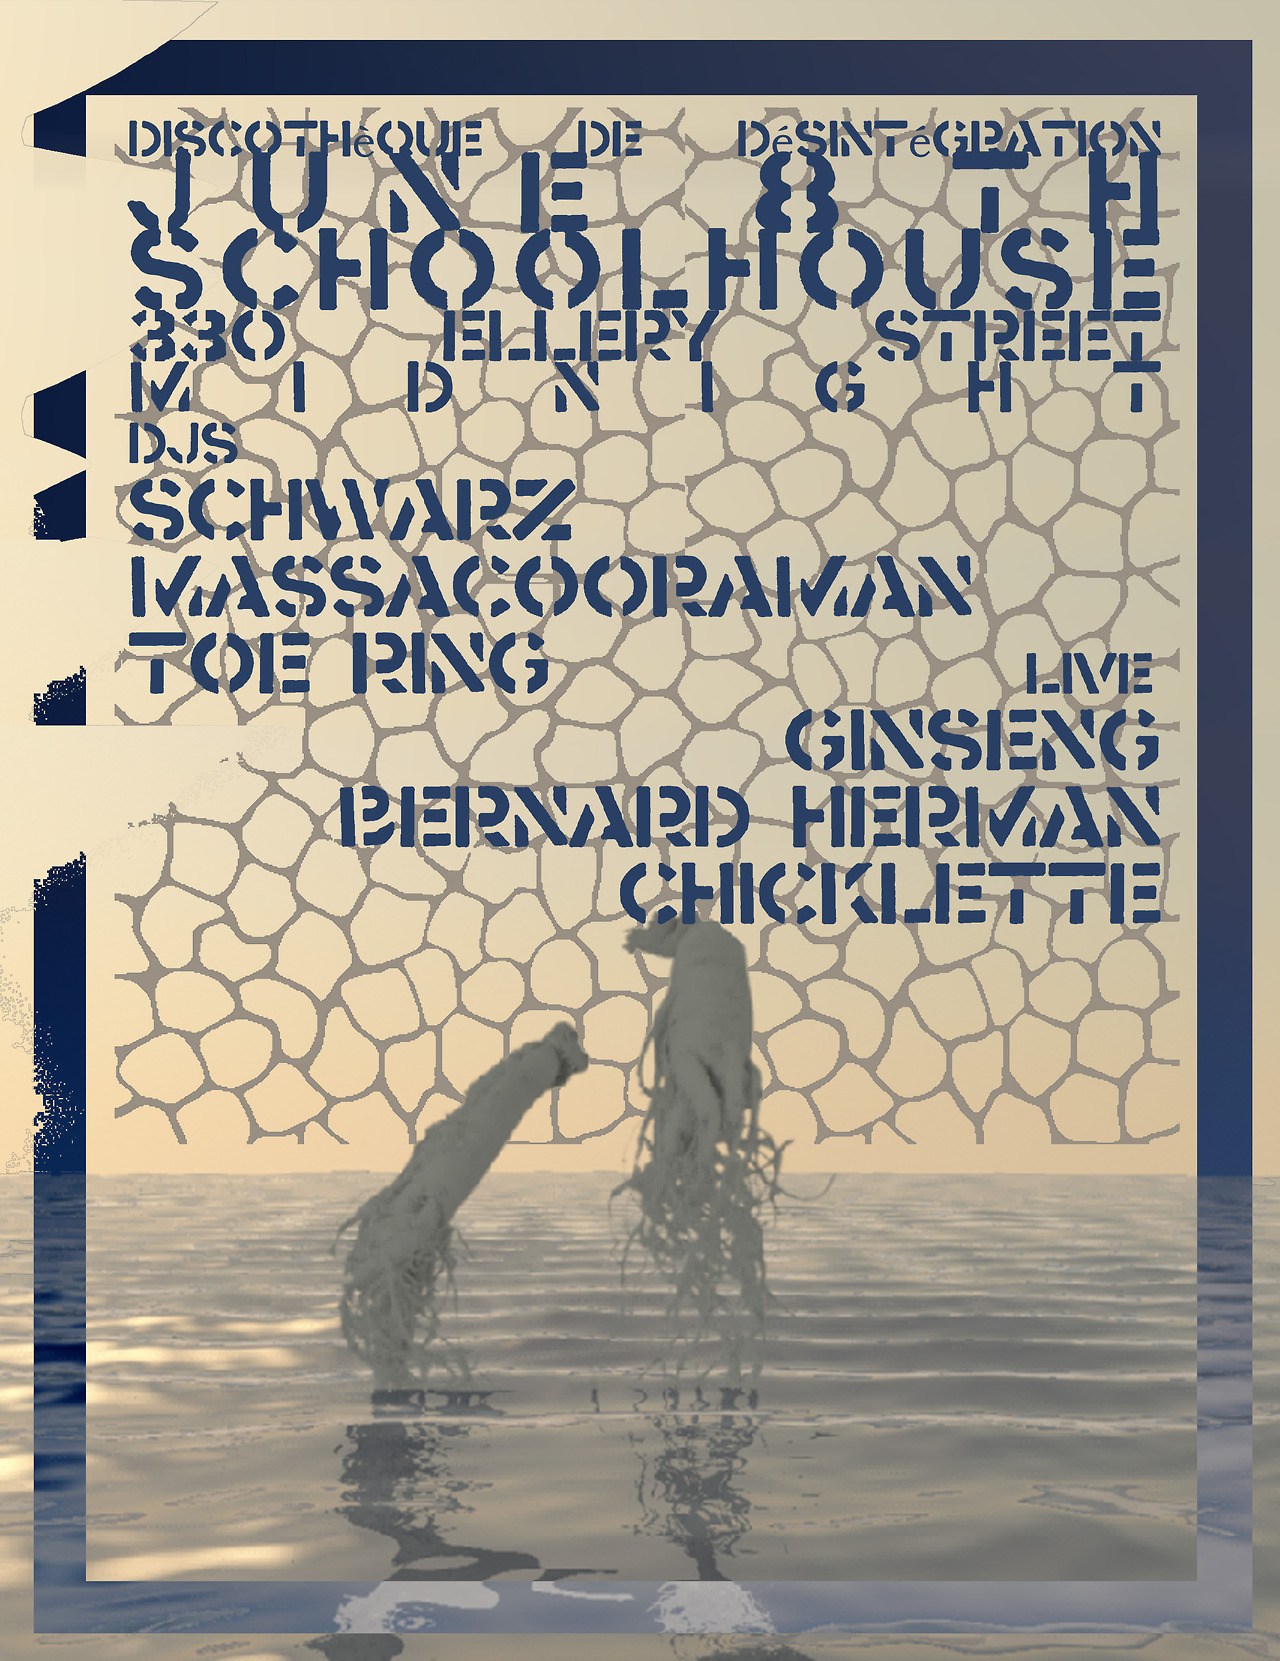 DISCOTHèQUE DE DéSINTéGRATION
JUNE 8TH
SCHOOLHOUSE
330 ELLERY STREET
MIDNIGHT
DJS
SCHWARZ
MASSACOORAMAN
TOE RING
LIVE
GINSENG
BERNARD HERMAN
CHICKLETTE